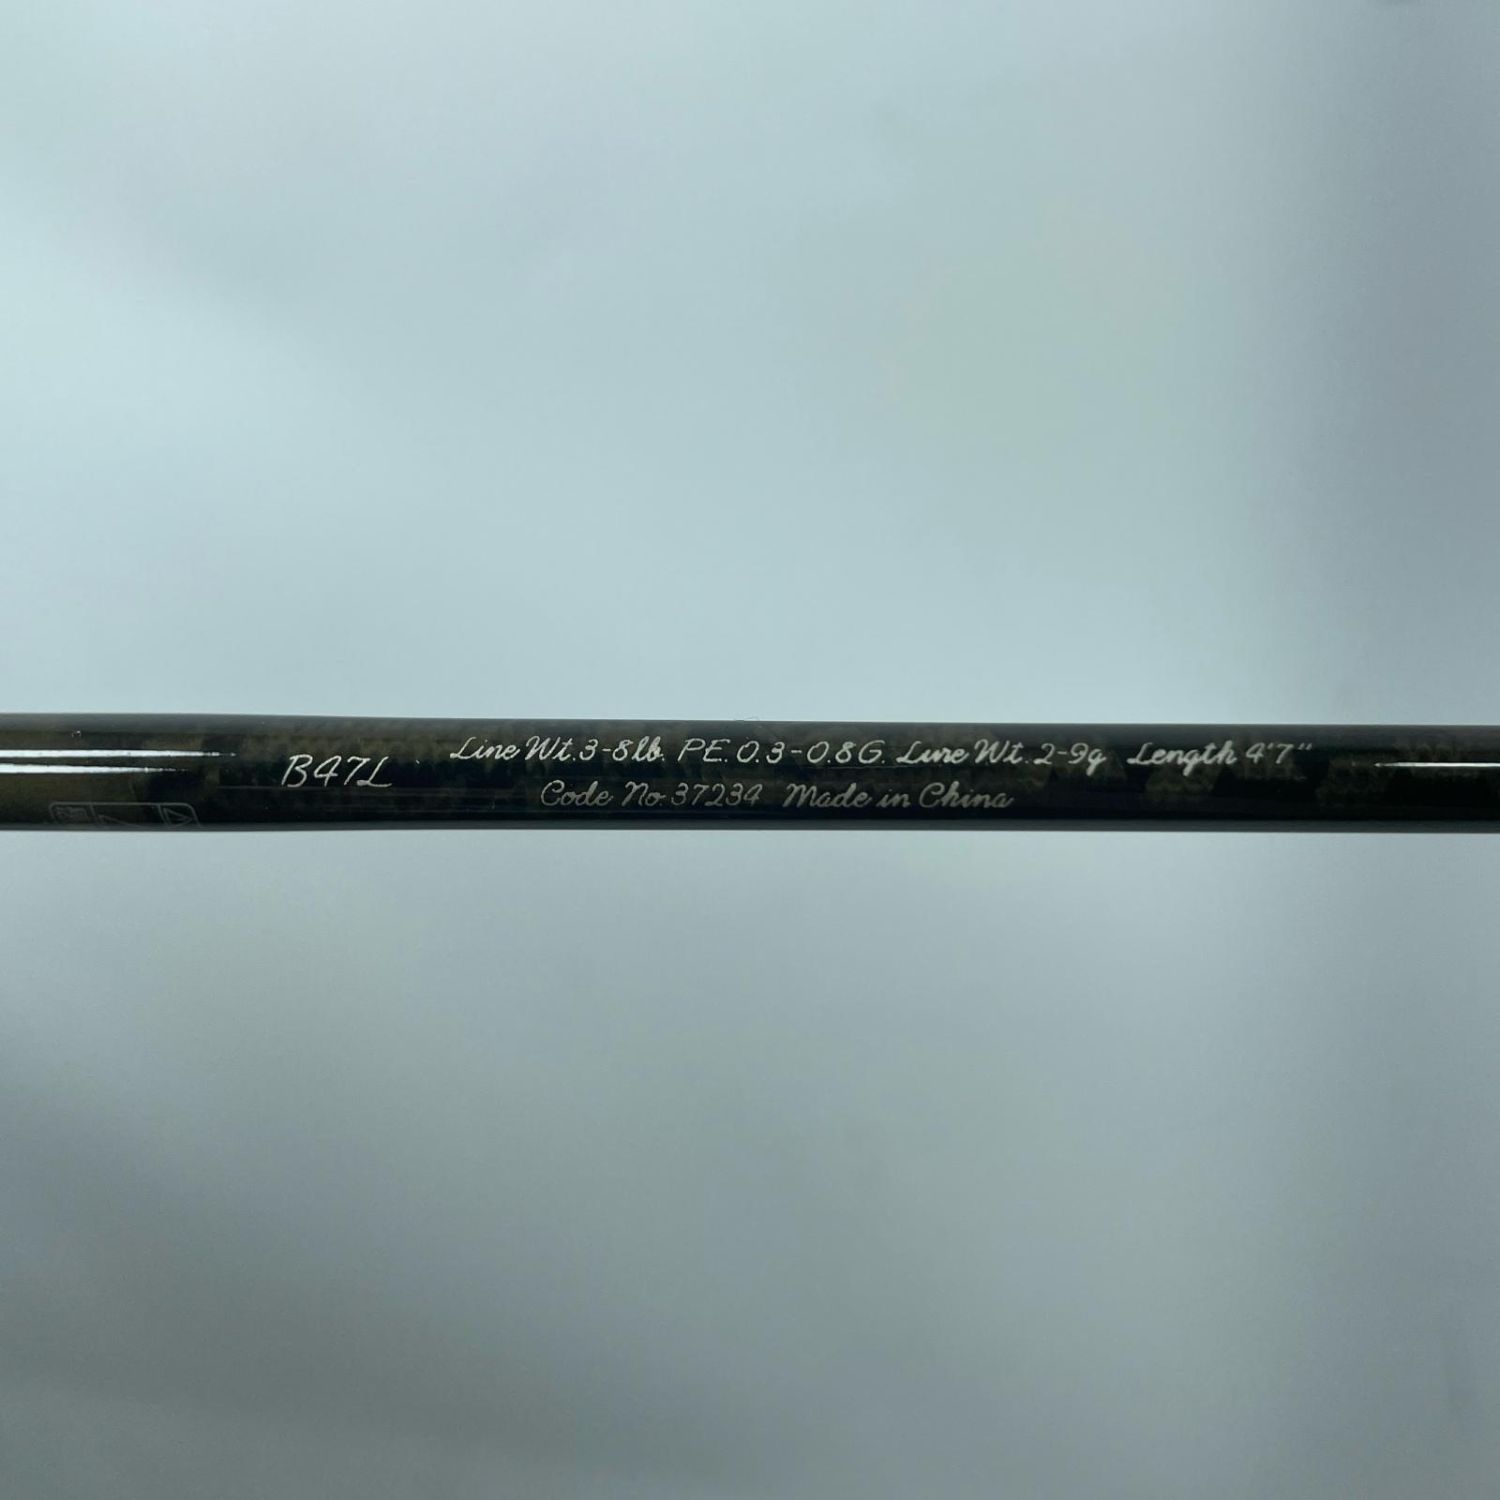 B47L
Line Wt. 3-8lb. PE. 0.3-0.8G. Lure Wt. 2-9g Length 4'7"
Code No. 37234 Made in China